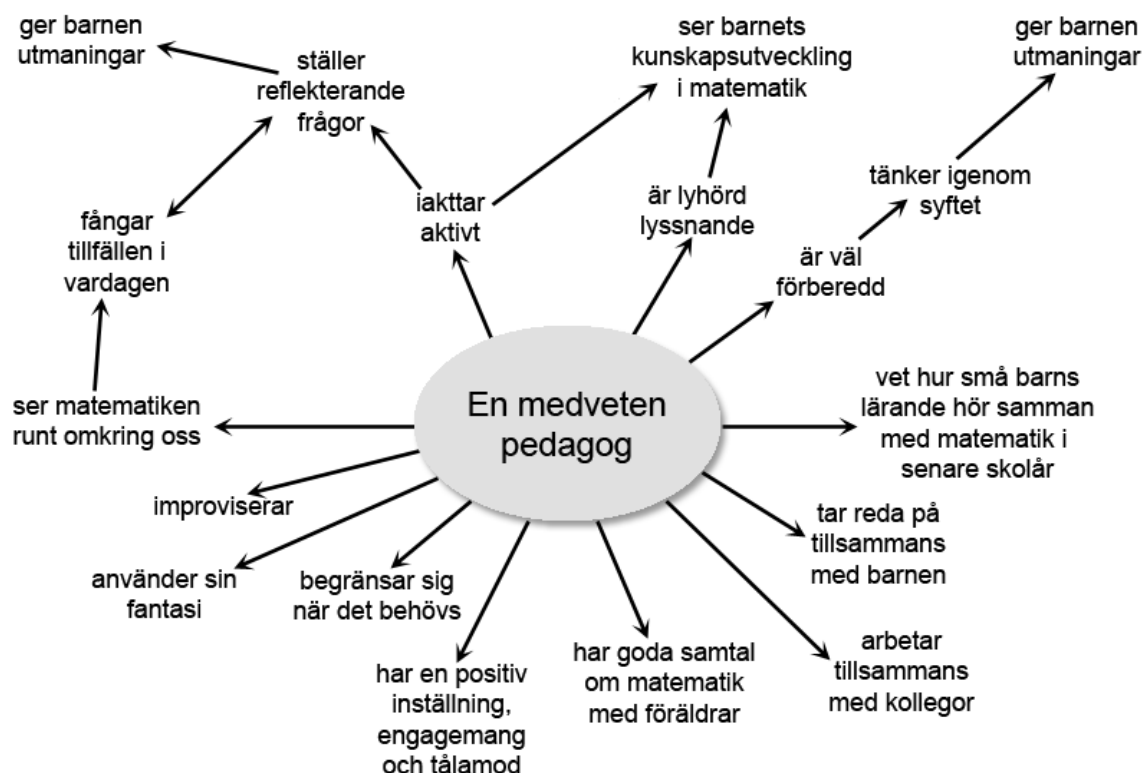 ger barnen
utmaningar
ställer
reflekterande
frågor
ser barnets
kunskapsutveckling
i matematik
ger barnen
utmaningar
fångar
tillfällen i
vardagen
iakttar
aktivt
är lyhörd
lyssnande
tänker igenom
syftet
är väl
förberedd
ser matematiken
runt omkring oss
En medveten
pedagog
vet hur små barns
lärande hör samman
med matematik i
senare skolår
improviserar
använder sin
fantasi
begränsar sig
när det behövs
har en positiv
inställning,
engagemang
och tålamod
har goda samtal
om matematik
med föräldrar
arbetar
tillsammans
med kollegor
tar reda på
tillsammans
med barnen